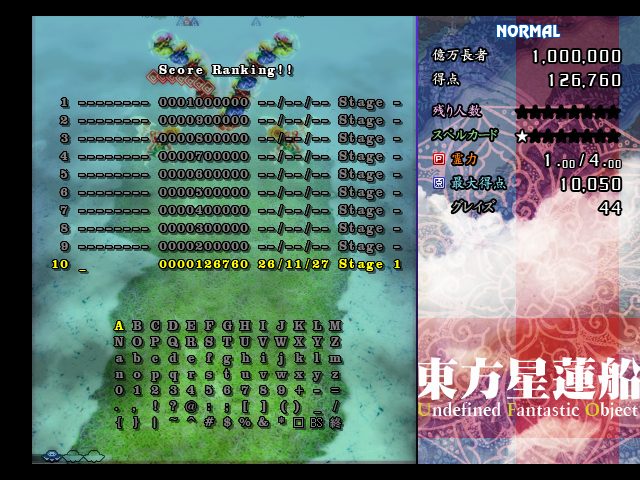 Score Ranking!!
1 -------- 0001000000 --/--/-- Stage -
2 -------- 0000900000 --/--/-- Stage -
3 -------- 0000800000 --/--/-- Stage -
4 -------- 0000700000 --/--/-- Stage -
5 -------- 0000600000 --/--/-- Stage -
6 -------- 0000500000 --/--/-- Stage -
7 -------- 0000400000 --/--/-- Stage -
8 -------- 0000300000 --/--/-- Stage -
9 -------- 0000200000 --/--/-- Stage -
10 _ 0000126760 26/11/27 Stage 1
A B C D E F G H I J K L M
N O P Q R S T U V W X Y Z
a b c d e f g h i j k l m
n o p q r s t u v w x y z
0 1 2 3 4 5 6 7 8 9 + - =
. , ! ? @ : ; [ ] ( ) _ /
{ } | ~ ^ # $ % & * □ BS 終
NORMAL
億万長者 1,000,000
得点 126,760
残り人数
スペルカード
P 霊力 1.00/4.00
点 最大得点 10,050
グレイズ 44
東方星蓮船
Undefined Fantastic Object